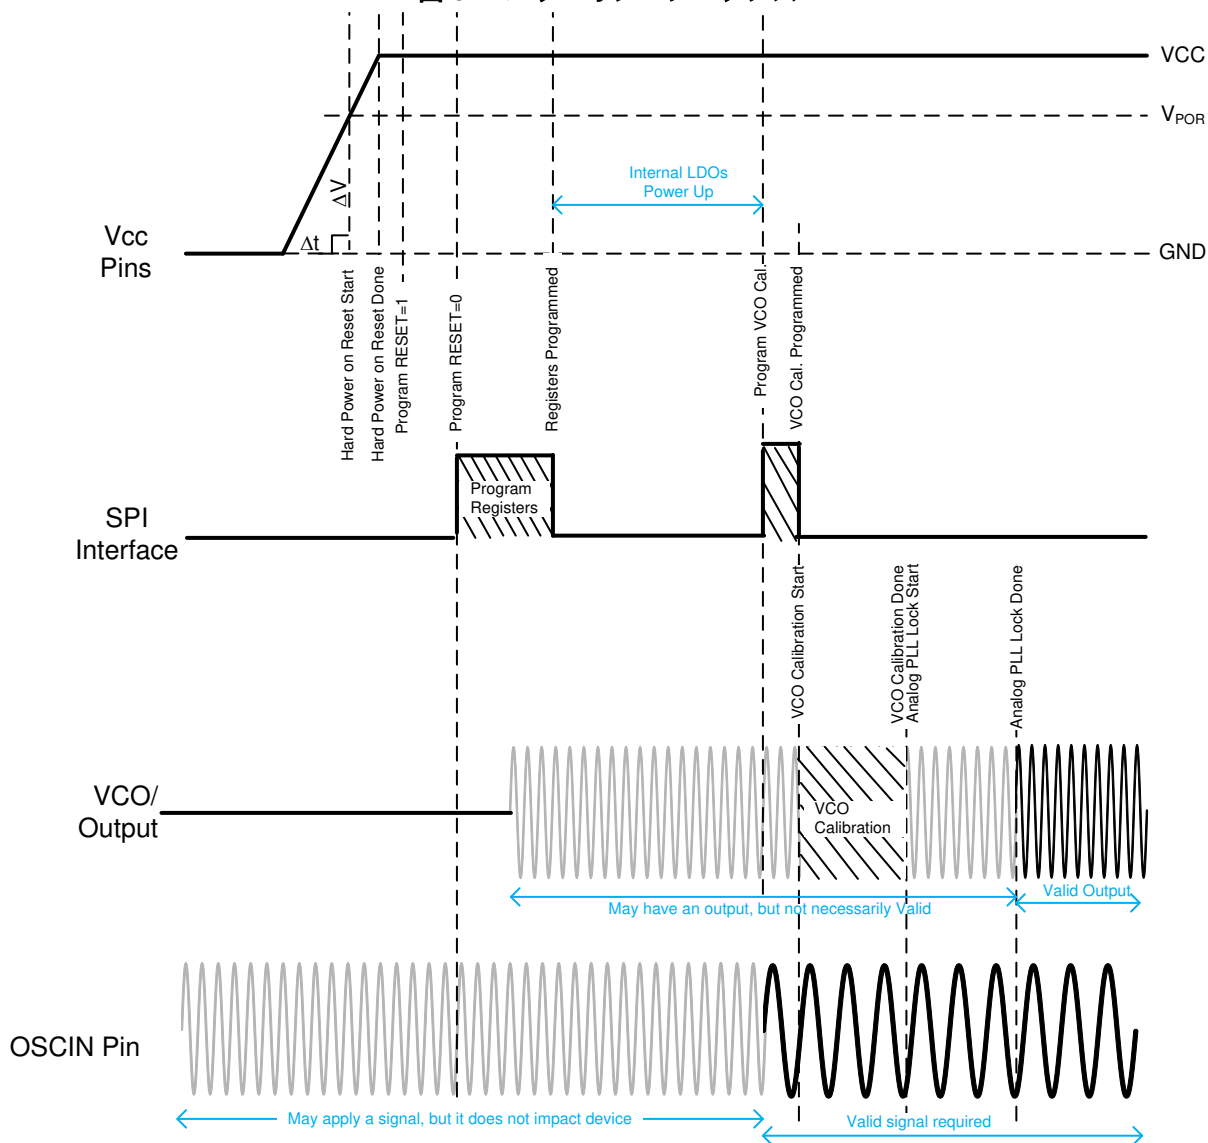 VCC
VPOR
Internal LDOs
Power Up
ΔV
Δt
Vcc
Pins
GND
Hard Power on Reset Start
Hard Power on Reset Done
Program RESET=1
Program RESET=0
Registers Programmed
Program VCO Cal.
VCO Cal. Programmed
Program
Registers
SPI
Interface
VCO Calibration Start
VCO Calibration Done
Analog PLL Lock Start
Analog PLL Lock Done
VCO/
Output
VCO
Calibration
May have an output, but not necessarily Valid
Valid Output
OSCIN Pin
May apply a signal, but it does not impact device
Valid signal required